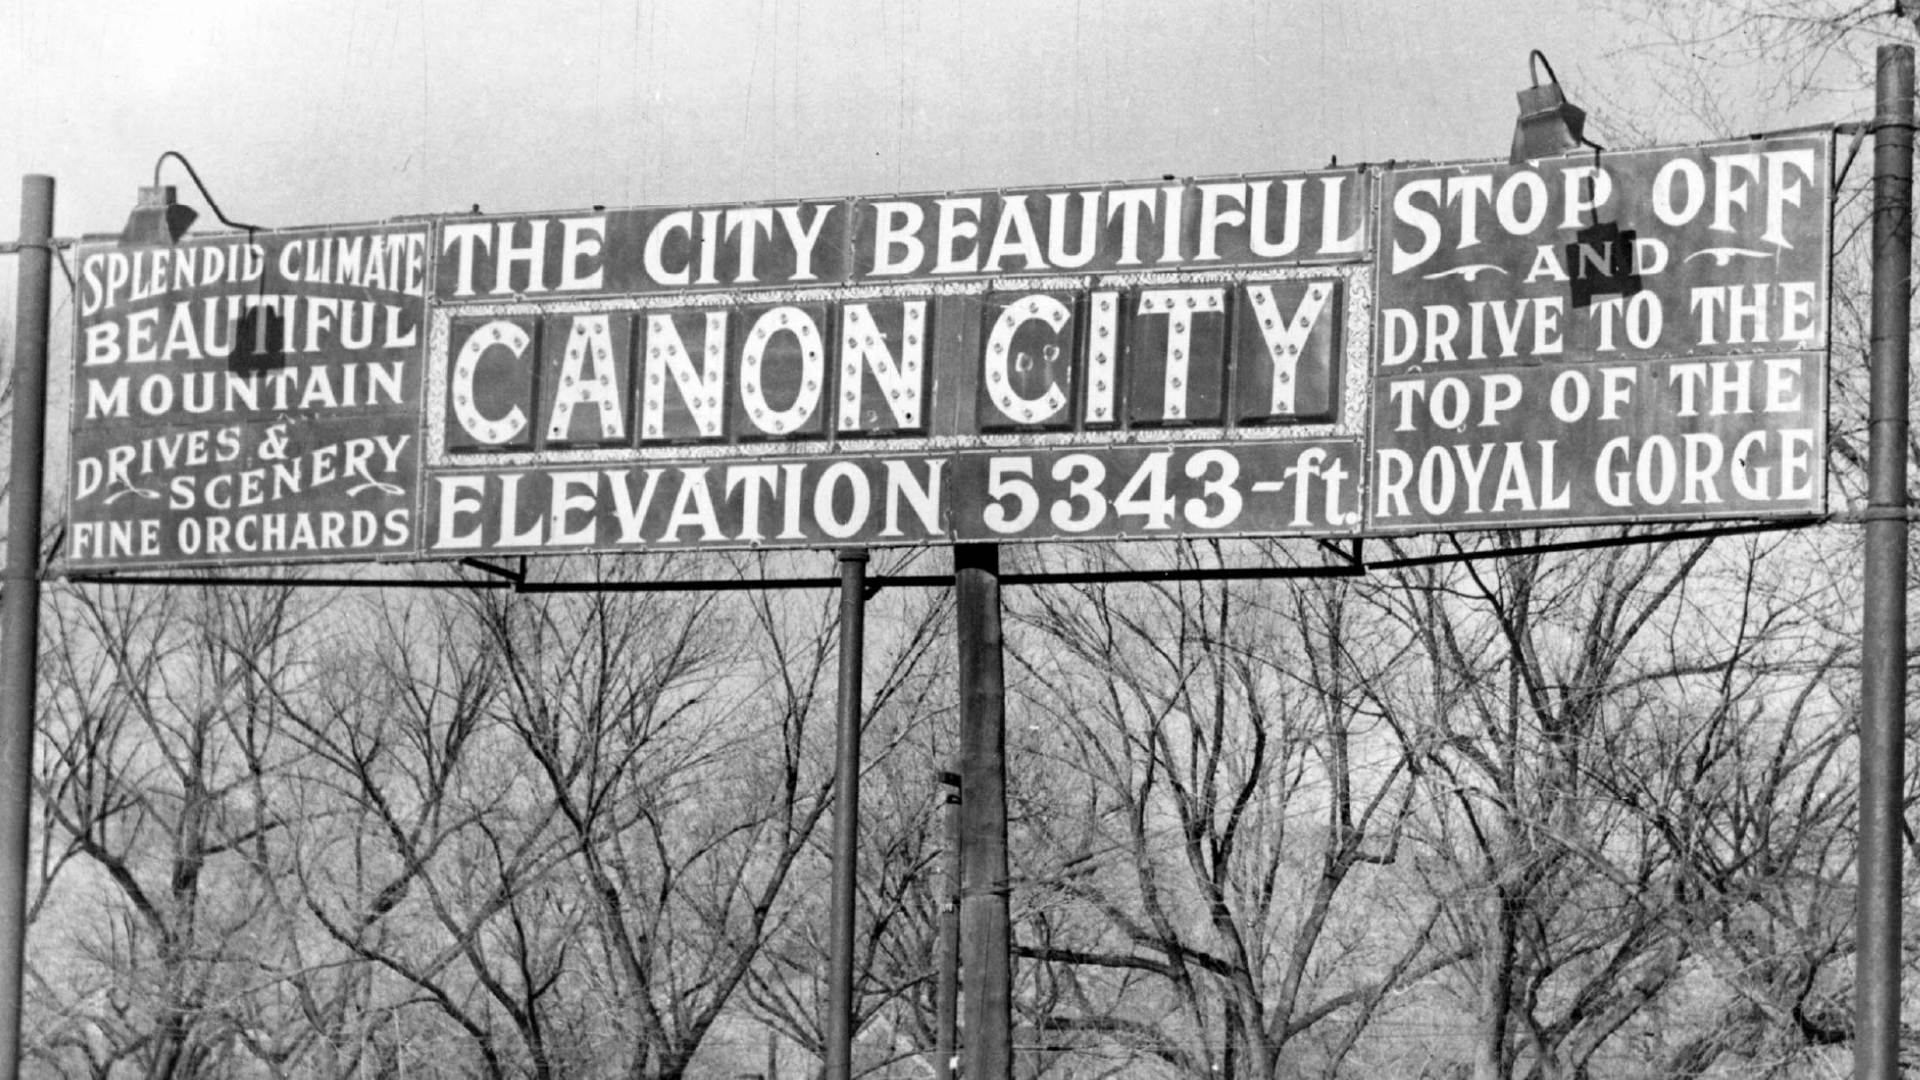 SPLENDID CLIMATE
BEAUTIFUL
MOUNTAIN
DRIVES &
SCENERY
FINE ORCHARDS
THE CITY BEAUTIFUL
CANON CITY
ELEVATION 5343-ft.
STOP OFF
AND
DRIVE TO THE
TOP OF THE
ROYAL GORGE